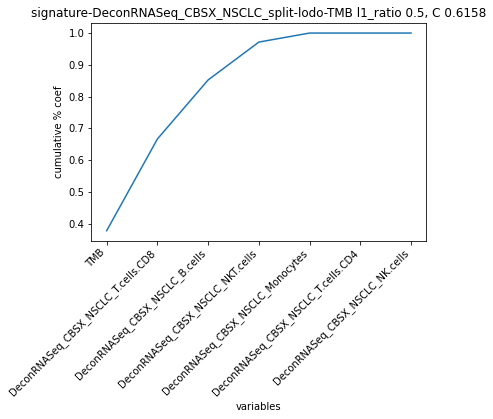 signature-DeconRNASeq_CBSX_NSCLC_split-lodo-TMB l1_ratio 0.5, C 0.6158
cumulative % coef
1.0
0.9
0.8
0.7
0.6
0.5
0.4
TMB
DeconRNASeq_CBSX_NSCLC_T.cells.CD8
DeconRNASeq_CBSX_NSCLC_B.cells
DeconRNASeq_CBSX_NSCLC_NKT.cells
DeconRNASeq_CBSX_NSCLC_Monocytes
DeconRNASeq_CBSX_NSCLC_T.cells.CD4
DeconRNASeq_CBSX_NSCLC_NK.cells
variables